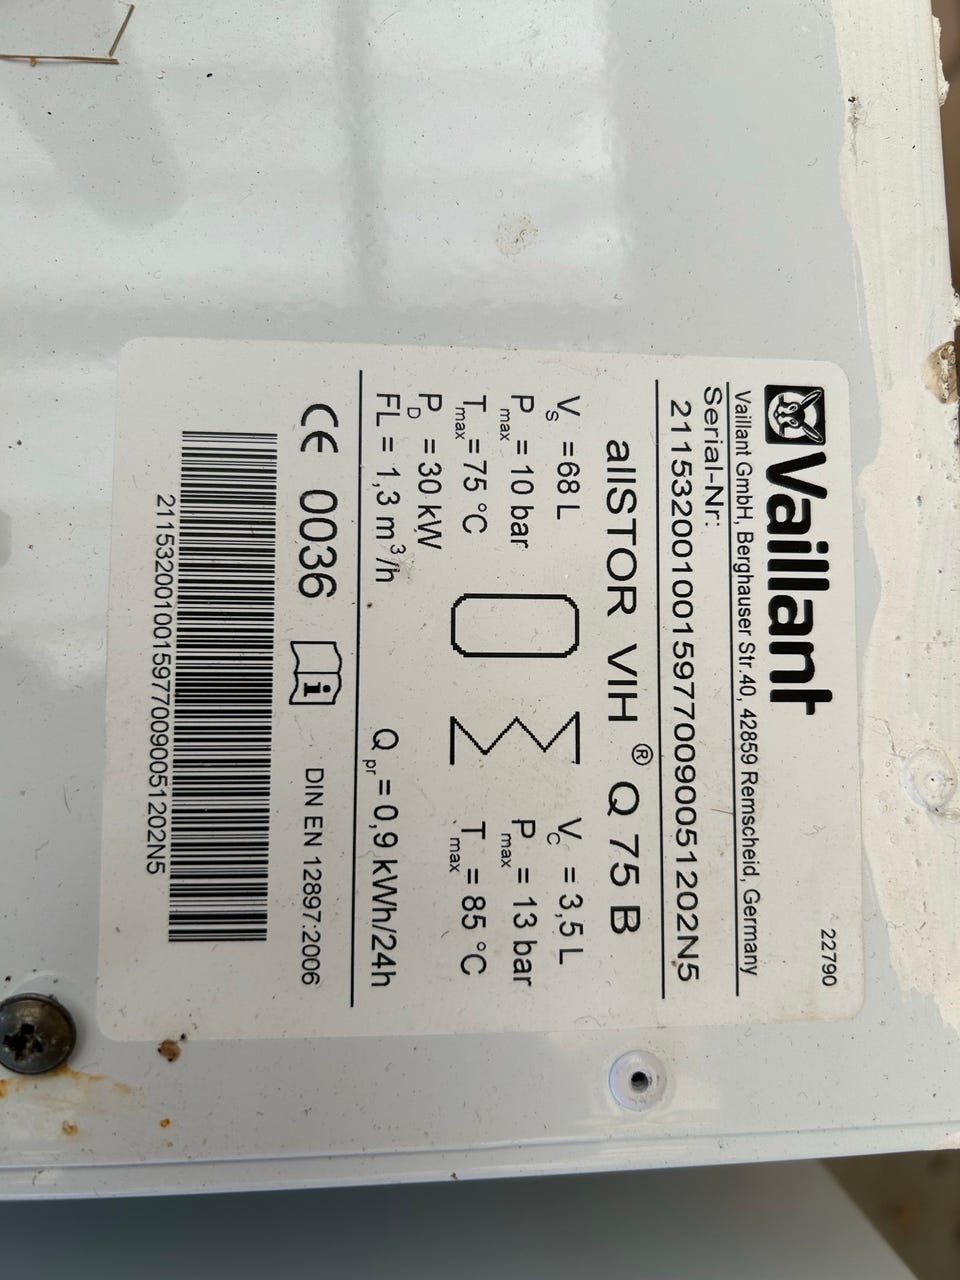 22790
Vaillant
Vaillant GmbH, Berghauser Str.40, 42859 Remscheid, Germany
Serial-Nr:
21153200100159770090051202N5
allSTOR VIH ® Q 75 B
Vs = 68 L
Pmax = 10 bar
Tmax = 75 °C
PD = 30 kW
FL = 1,3 m³/h
Vc = 3,5 L
Pmax = 13 bar
Tmax = 85 °C
Qpr = 0,9 kWh/24h
CE 0036 i DIN EN 12897:2006
21153200100159770090051202N5